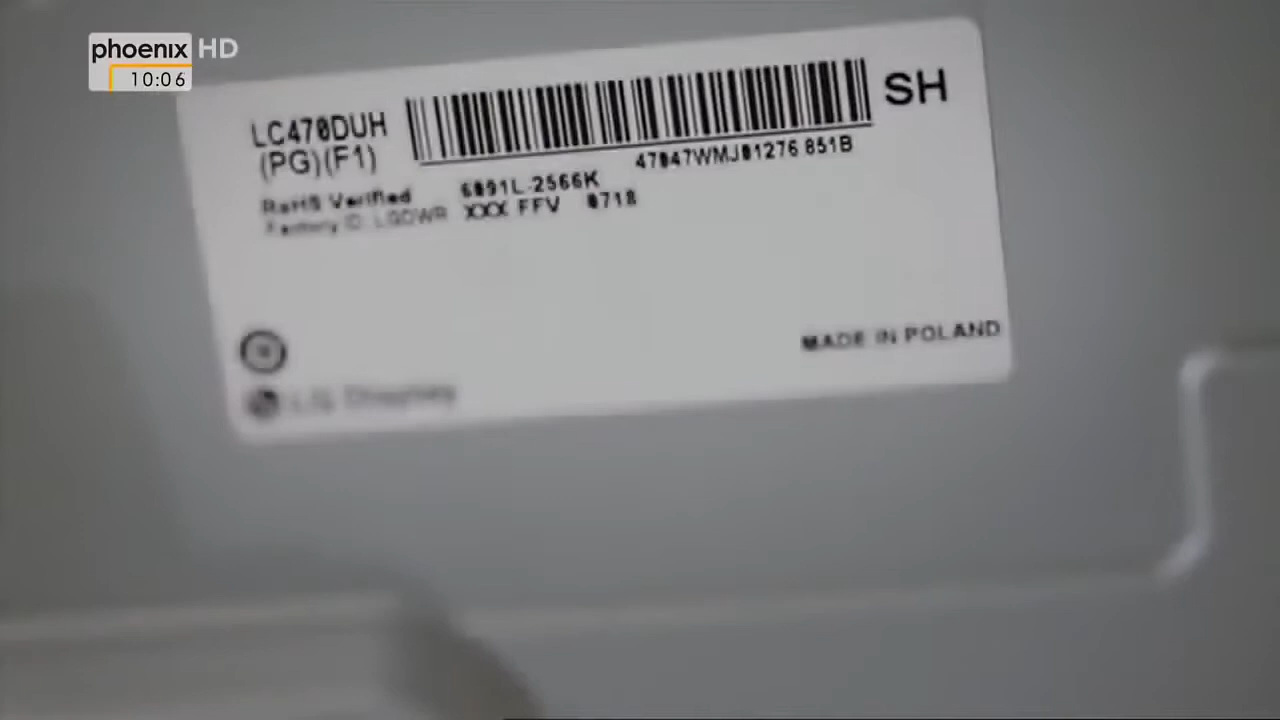 phoenix HD
10:06
LC470DUH
SH
(PG)(F1)
47047WMJ01276 851B
RoHS Verified
6091L-2566K
Factory ID: LGDWR
XXX FFV 0718
MADE IN POLAND
LG Display